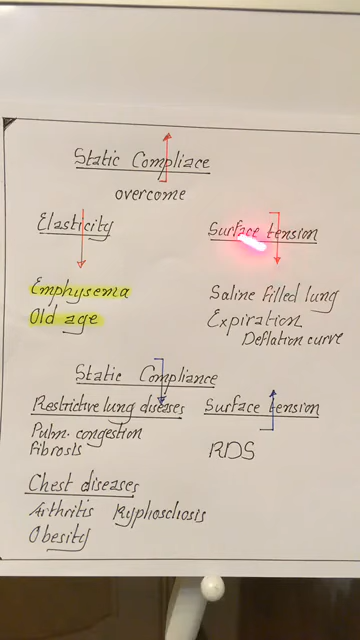 Static Compliace
overcome
Elasticity
Surface tension
Emphysema
Old age
Saline filled lung
Expiration
Deflation curve
Static Compliance
Restrictive lung diseases
Pulm. congestion
fibrosis
Surface tension
RDS
Chest diseases
Arthritis Kyphoscliosis
Obesity